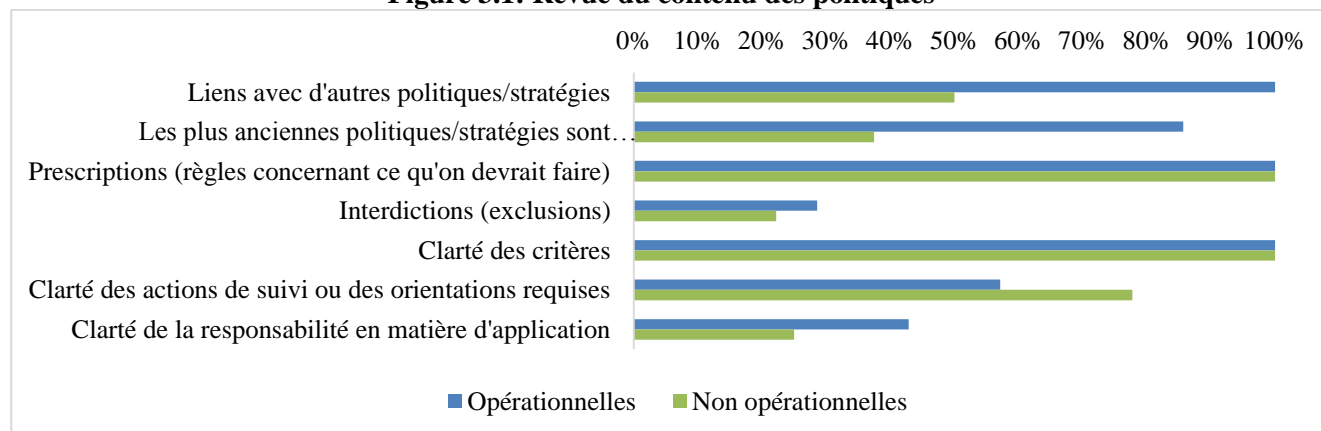 Figure 3.1: Revue du contenu des politiques
0% 10% 20% 30% 40% 50% 60% 70% 80% 90% 100%
Liens avec d'autres politiques/stratégies
Les plus anciennes politiques/stratégies sont…
Prescriptions (règles concernant ce qu'on devrait faire)
Interdictions (exclusions)
Clarté des critères
Clarté des actions de suivi ou des orientations requises
Clarté de la responsabilité en matière d'application
Opérationnelles Non opérationnelles